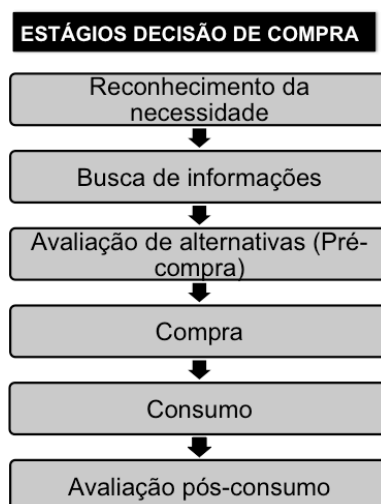 ESTÁGIOS DECISÃO DE COMPRA
Reconhecimento da
necessidade
Busca de informações
Avaliação de alternativas (Pré-
compra)
Compra
Consumo
Avaliação pós-consumo